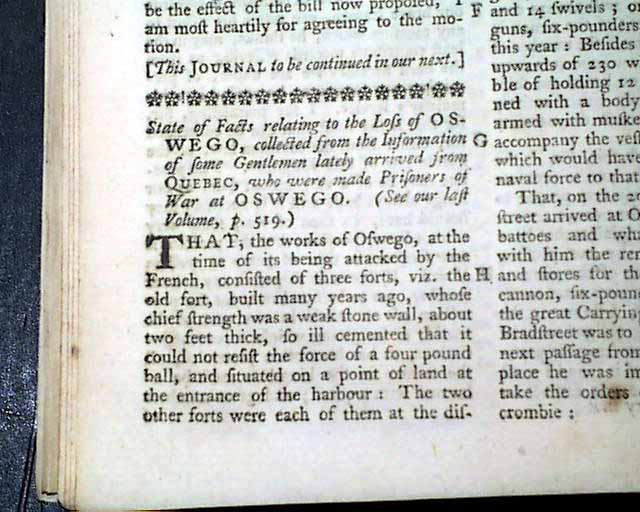 be the effect of the bill now proposed, I
am most heartily for agreeing to the mo-
tion.
[This JOURNAL to be continued in our next.]
State of Facts relating to the Loſs of OS-
WEGO, collected from the Information
of ſome Gentlemen lately arrived from
QUEBEC, who were made Priſoners of
War at OSWEGO. (See our laſt
Volume, p. 519.)
THAT, the works of Oſwego, at the
time of its being attacked by the
French, conſiſted of three forts, viz. the
old fort, built many years ago, whoſe
chief ſtrength was a weak ſtone wall, about
two feet thick, ſo ill cemented that it
could not reſiſt the force of a four pound
ball, and ſituated on a point of land at
the entrance of the harbour: The two
other forts were each of them at the diſ-
F
G
H
and 14 ſwivels; o
guns, ſix-pounders
this year: Beſides
upwards of 230 w
ble of holding 12
ned with a body
armed with muſke
accompany the veſſ
which would have
naval force to that
That, on the 20
ſtreet arrived at O
battoes and wha
with him the rem
and ſtores for th
cannon, ſix-poun
the great Carrying
Bradſtreet was to
next paſſage from
place he was im
take the orders
crombie: